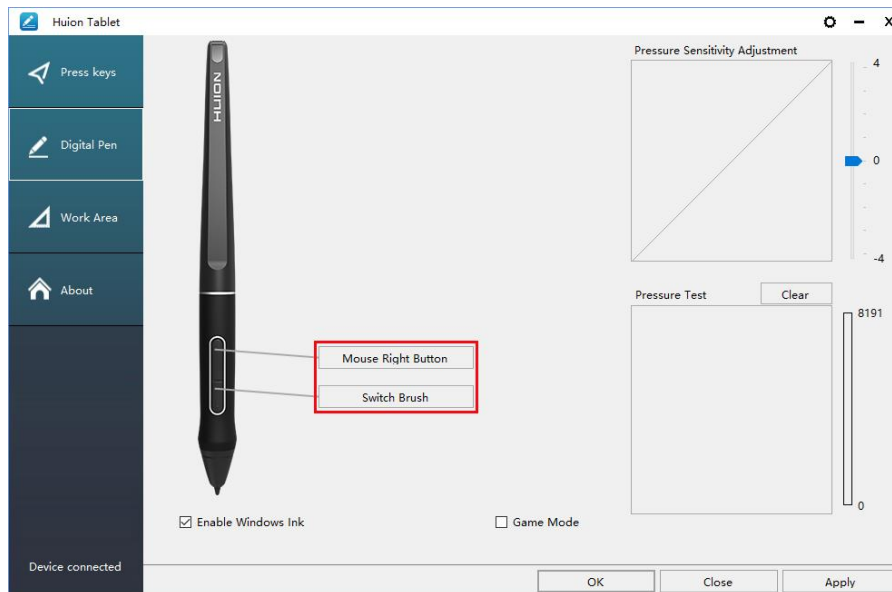 Huion Tablet
Press keys
Digital Pen
Work Area
About
Device connected
HUION
Mouse Right Button
Switch Brush
Enable Windows Ink
Game Mode
Pressure Sensitivity Adjustment
4
0
-4
Pressure Test
Clear
8191
0
OK
Close
Apply